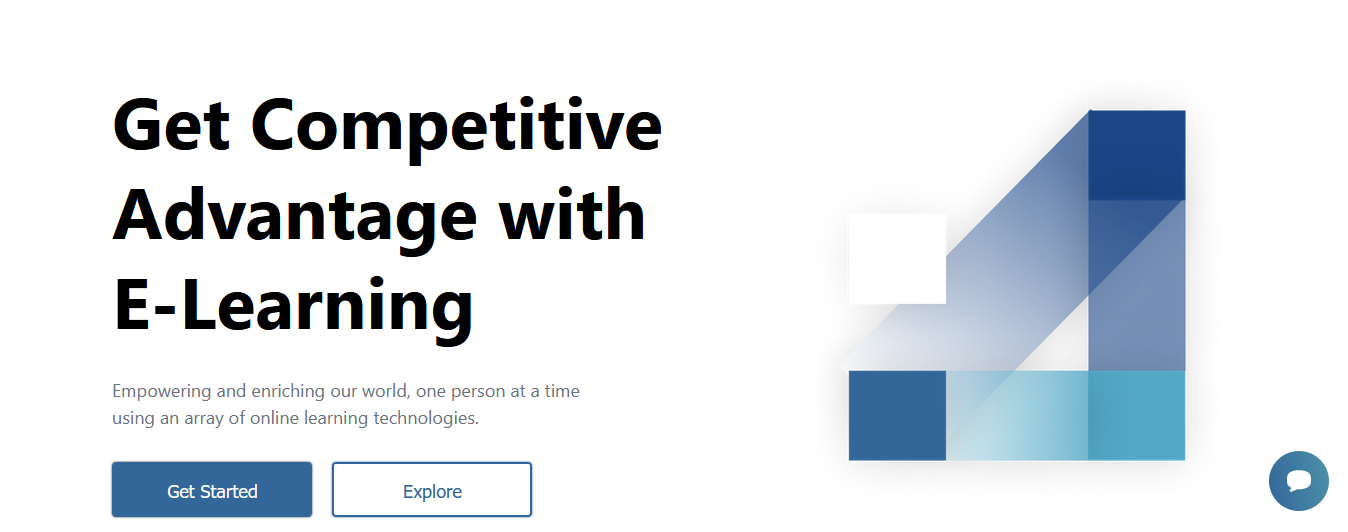 Get Competitive
Advantage with
E-Learning
Empowering and enriching our world, one person at a time
using an array of online learning technologies.
Get Started
Explore